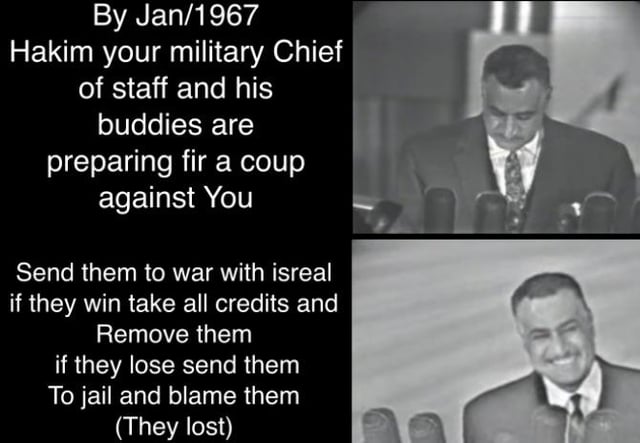 By Jan/1967
Hakim your military Chief
of staff and his
buddies are
preparing fir a coup
against You
Send them to war with isreal
if they win take all credits and
Remove them
if they lose send them
To jail and blame them
(They lost)